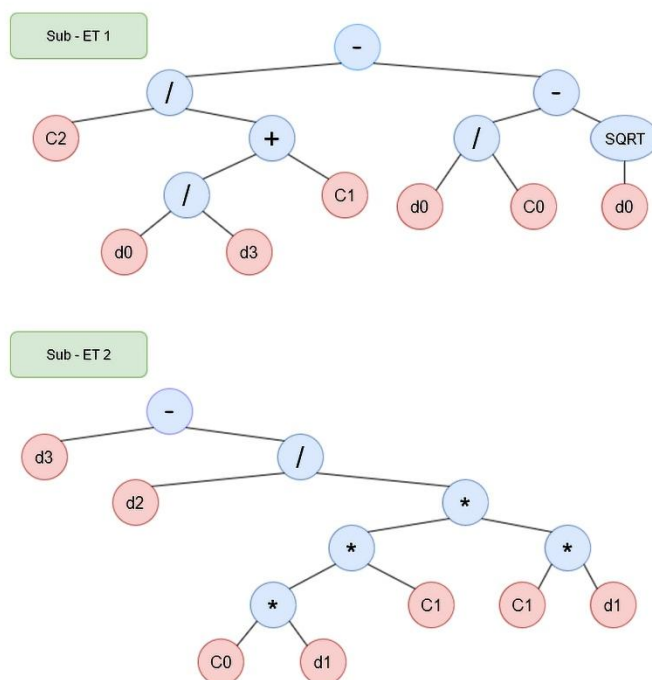 Sub - ET 1
-
/
-
C2
+
/
SQRT
/
C1
d0
C0
d0
d0
d3
Sub - ET 2
-
d3
/
d2
*
*
*
*
C1
C1
d1
C0
d1